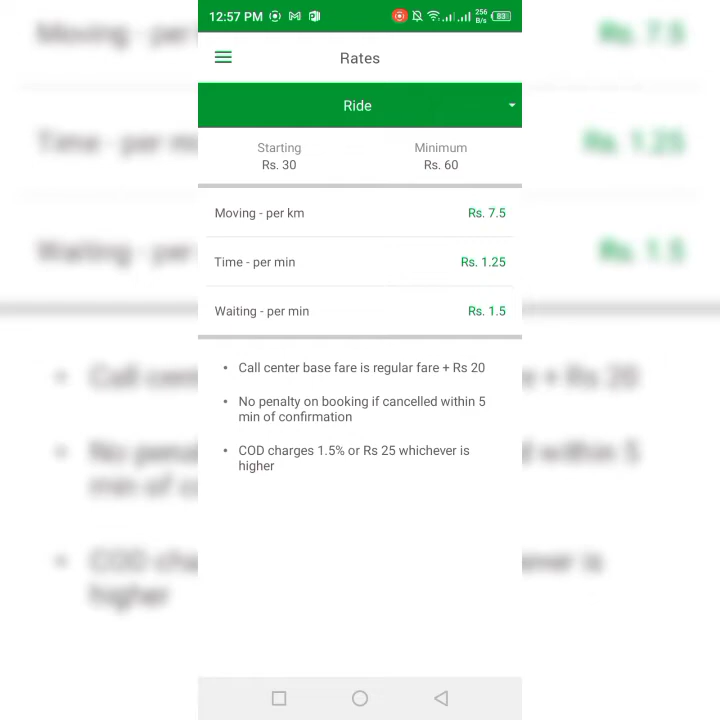 12:57 PM 256 B/s 83
Rates
Ride
Starting Minimum
Rs. 30 Rs. 60
Moving - per km Rs. 7.5
Time - per min Rs. 1.25
Waiting - per min Rs. 1.5
• Call center base fare is regular fare + Rs 20
• No penalty on booking if cancelled within 5
min of confirmation
• COD charges 1.5% or Rs 25 whichever is
higher